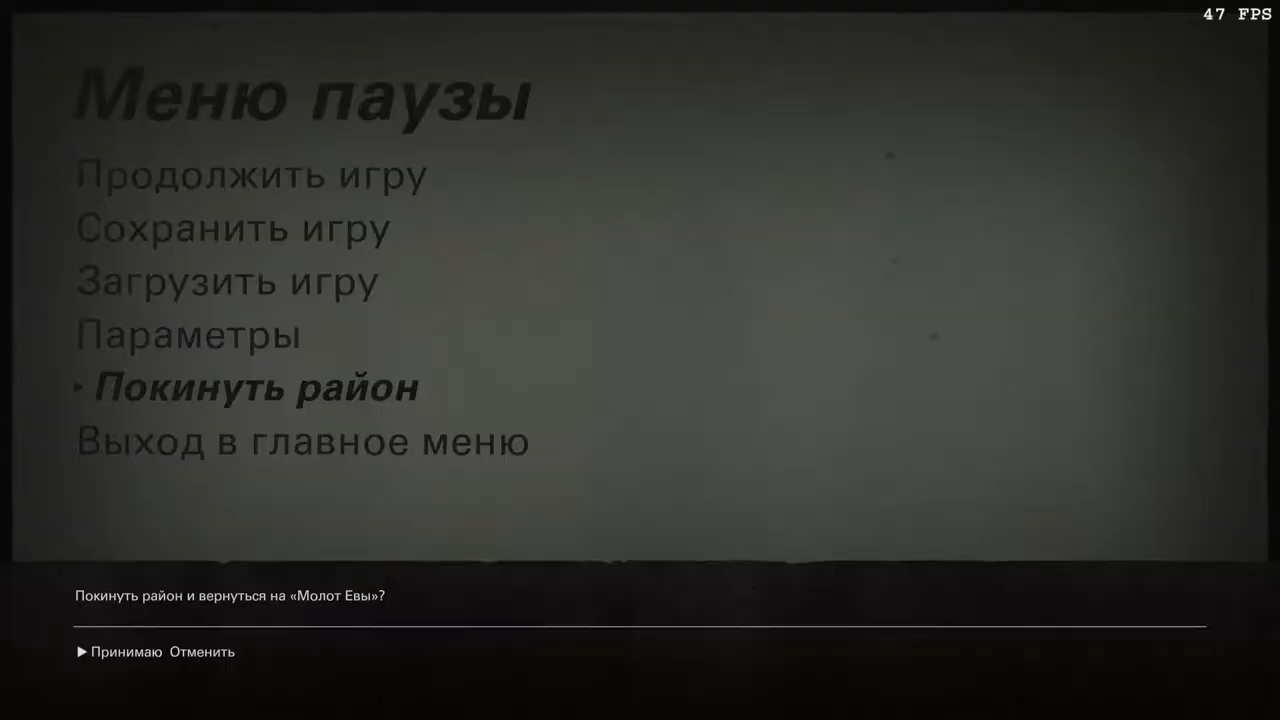 47 FPS
Меню паузы
Продолжить игру
Сохранить игру
Загрузить игру
Параметры
Покинуть район
Выход в главное меню
Покинуть район и вернуться на «Молот Евы»?
Принимаю Отменить